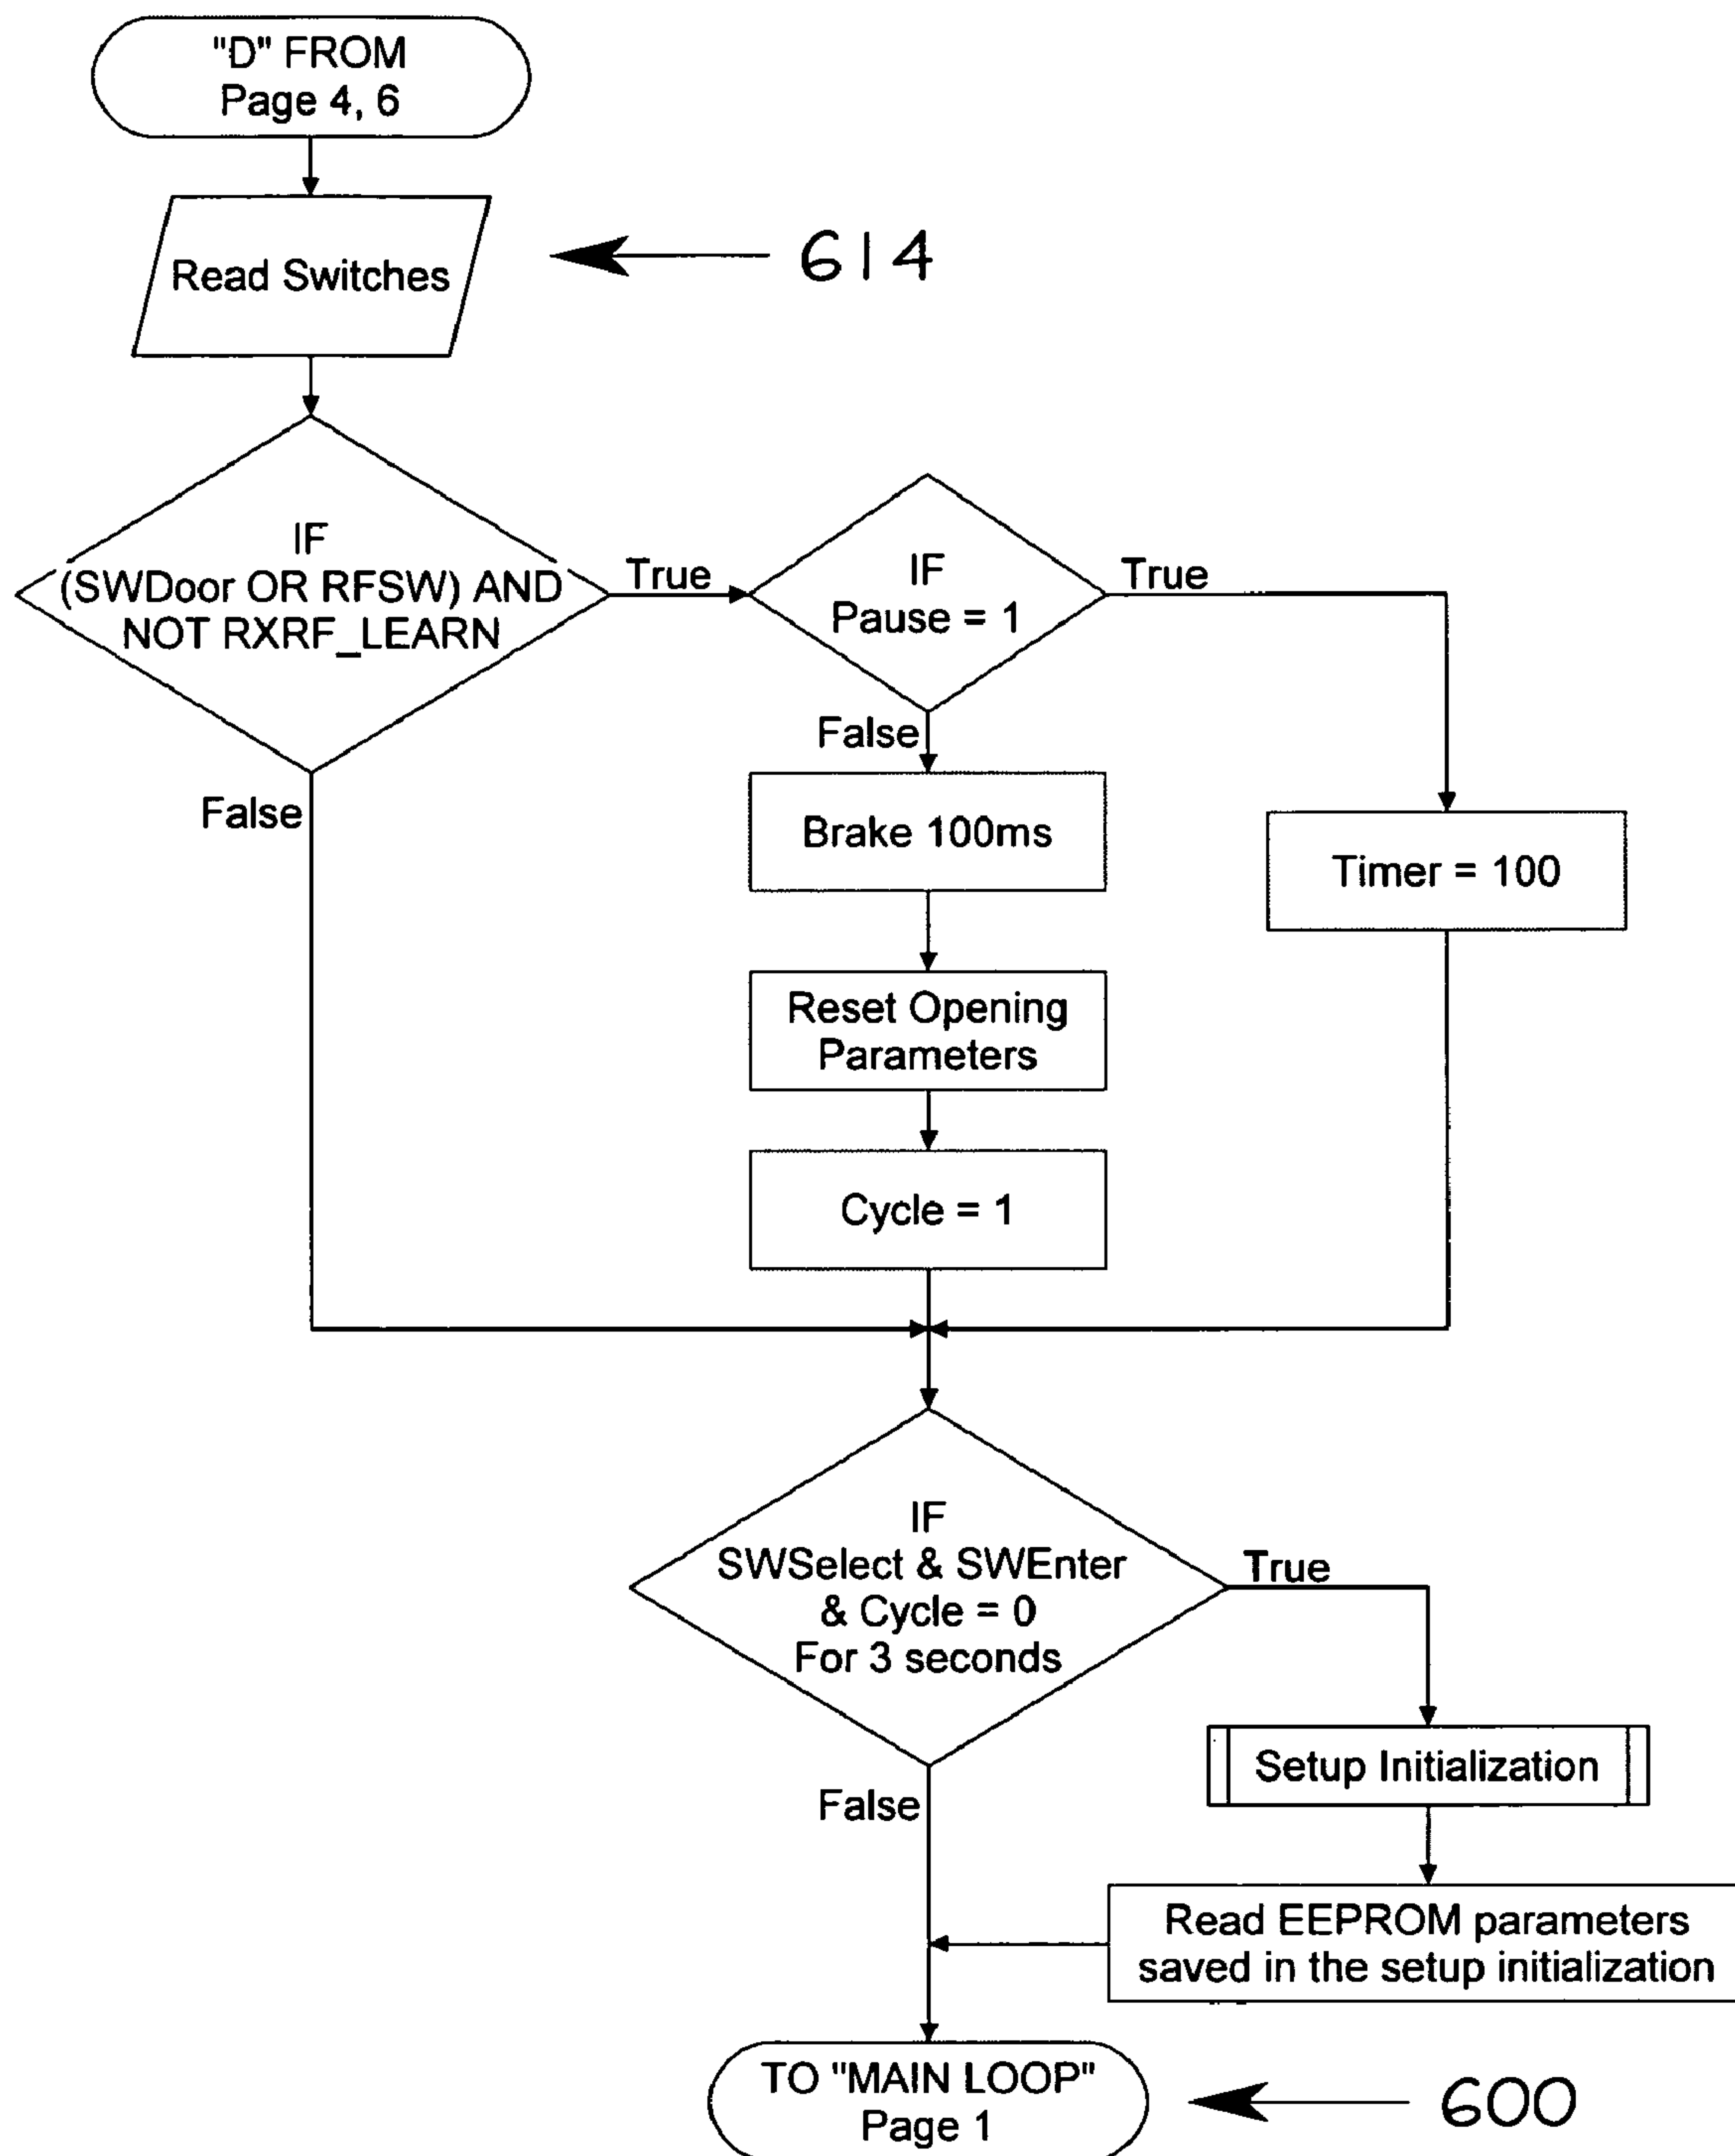 "D" FROM
Page 4, 6
Read Switches
614
IF
(SWDoor OR RFSW) AND
NOT RXRF_LEARN
True
False
IF
Pause = 1
True
False
Brake 100ms
Timer = 100
Reset Opening
Parameters
Cycle = 1
IF
SWSelect & SWEnter
& Cycle = 0
For 3 seconds
True
False
Setup Initialization
Read EEPROM parameters
saved in the setup initialization
TO "MAIN LOOP"
Page 1
600